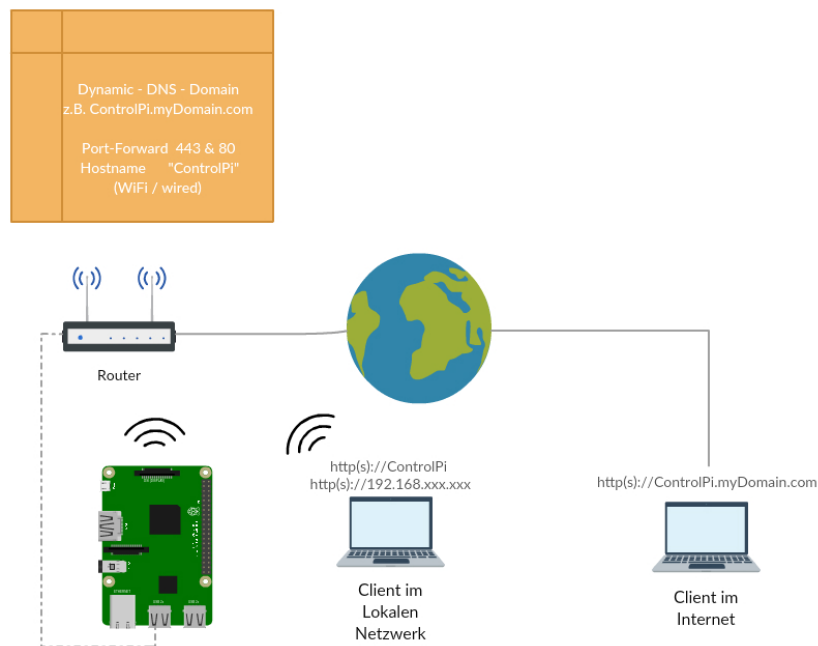 Dynamic - DNS - Domain
z.B. ControlPi.myDomain.com
Port-Forward 443 & 80
Hostname "ControlPi"
(WiFi / wired)
Router
http(s)://ControlPi
http(s)://192.168.xxx.xxx
http(s)://ControlPi.myDomain.com
Client im
Lokalen
Netzwerk
Client im
Internet
ETHERNET